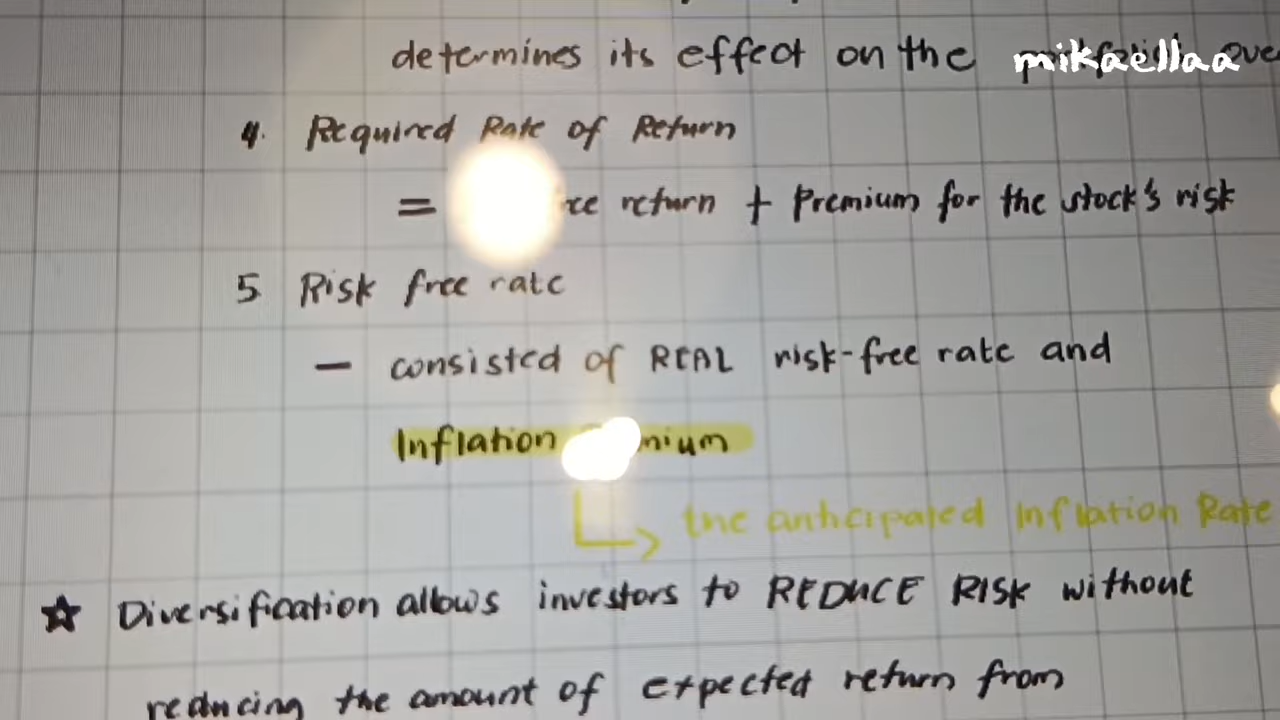 determines its effect on the
mikaellaa
4. Required Rate of Return
= return + Premium for the stock's risk
5 Risk free rate
- consisted of REAL risk-free rate and
Inflation
the anticipated Inflation Rate
☆ Diversification allows investors to REDUCE RISK without
reducing the amount of expected return from